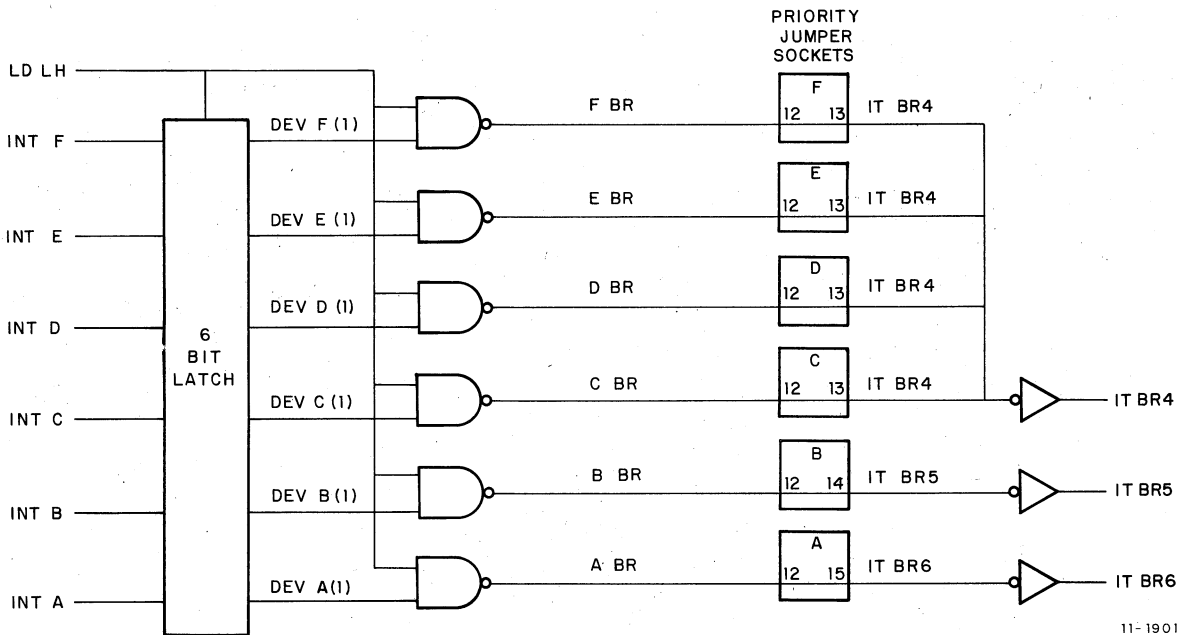 PRIORITY
JUMPER
SOCKETS
LD LH
F
F BR
12 13
IT BR4
DEV F (1)
INT F
E
DEV E (1)
E BR
12 13
IT BR4
INT E
D
DEV D (1)
D BR
12 13
IT BR4
INT D
6
BIT
LATCH
C
DEV C (1)
C BR
12 13
IT BR4
IT BR4
INT C
B
DEV B (1)
B BR
12 14
IT BR5
IT BR5
INT B
A
DEV A(1)
A BR
12 15
IT BR6
IT BR6
INT A
11-1901